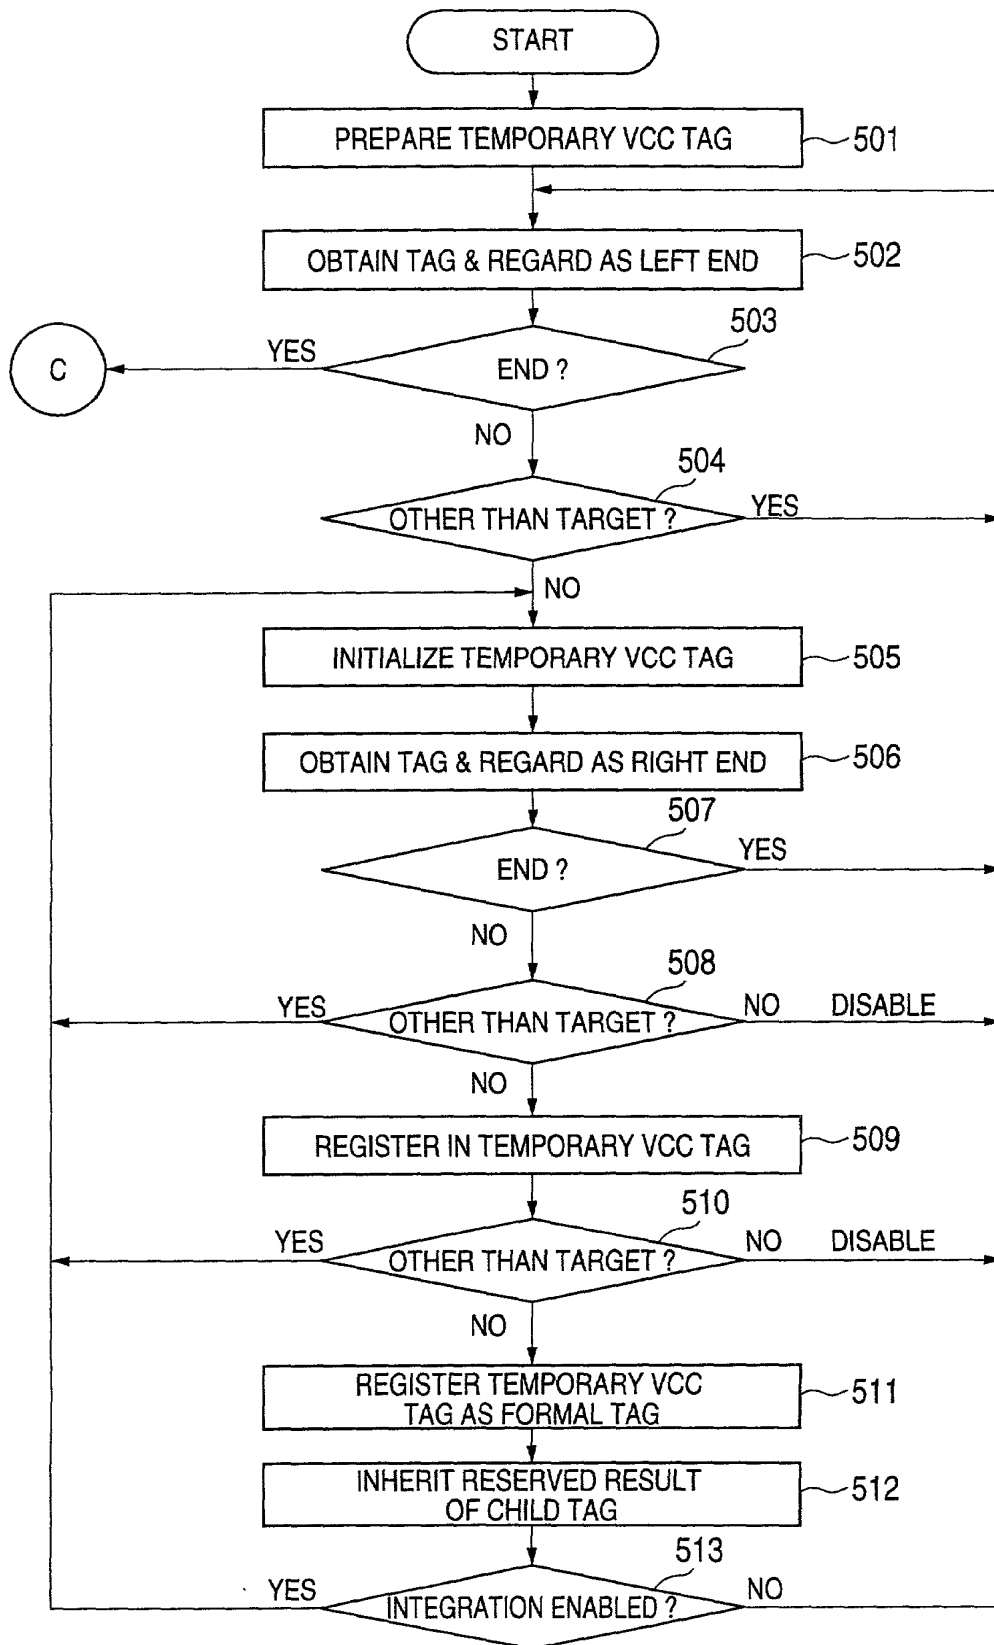 START
PREPARE TEMPORARY VCC TAG
501
OBTAIN TAG & REGARD AS LEFT END
502
503
YES
C
END ?
NO
504
OTHER THAN TARGET ?
YES
NO
INITIALIZE TEMPORARY VCC TAG
505
OBTAIN TAG & REGARD AS RIGHT END
506
507
END ?
YES
NO
508
YES
OTHER THAN TARGET ?
NO DISABLE
NO
REGISTER IN TEMPORARY VCC TAG
509
510
YES
OTHER THAN TARGET ?
NO DISABLE
NO
REGISTER TEMPORARY VCC
TAG AS FORMAL TAG
511
INHERIT RESERVED RESULT
OF CHILD TAG
512
513
YES
INTEGRATION ENABLED ?
NO